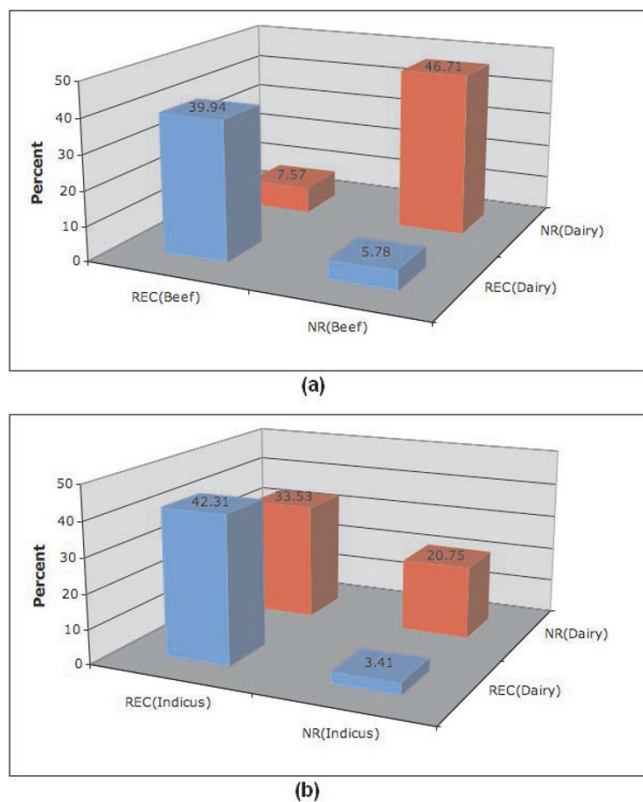 50
40
30
20
10
0
Percent
39.94
7.57
46.71
5.78
REC(Beef)
NR(Beef)
REC(Dairy)
NR(Dairy)
(a)
50
40
30
20
10
0
Percent
42.31
33.53
20.75
3.41
REC(Indicus)
NR(Indicus)
REC(Dairy)
NR(Dairy)
(b)